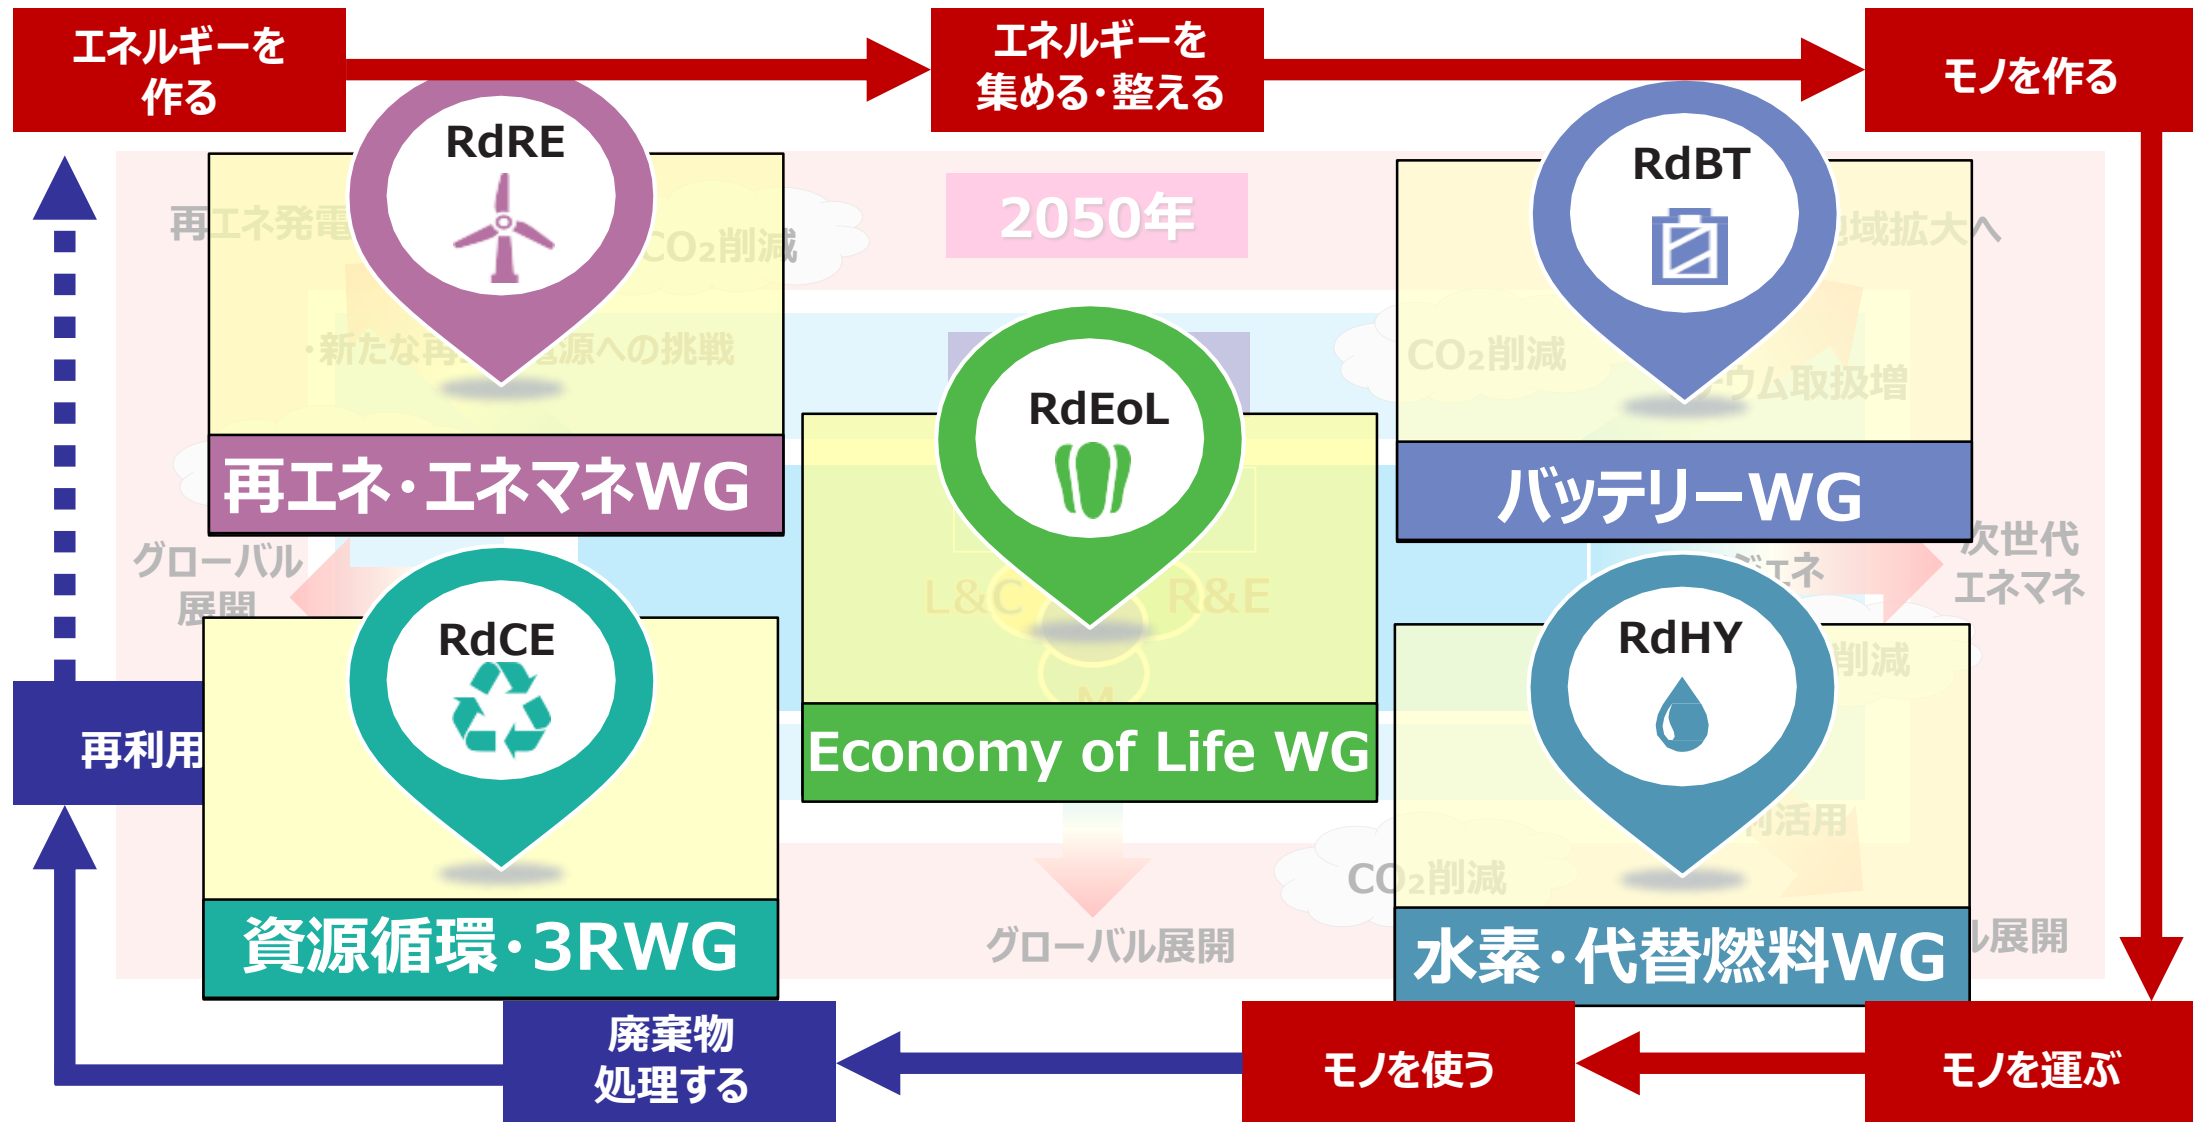 エネルギーを
作る
エネルギーを
集める・整える
モノを作る
RdRE
RdBT
2050年
再エネ発電
CO₂削減
地域拡大へ
・新たな再
電源への挑戦
CO₂削減
ウム取扱増
RdEoL
再エネ・エネマネWG
バッテリーWG
グローバル
展開
次世代
エネマネ
ジエネ
L&C
R&E
M
RdCE
RdHY
削減
再利用
Economy of Life WG
利活用
CO₂削減
資源循環・3RWG
グローバル展開
水素・代替燃料WG
ル展開
廃棄物
処理する
モノを使う
モノを運ぶ